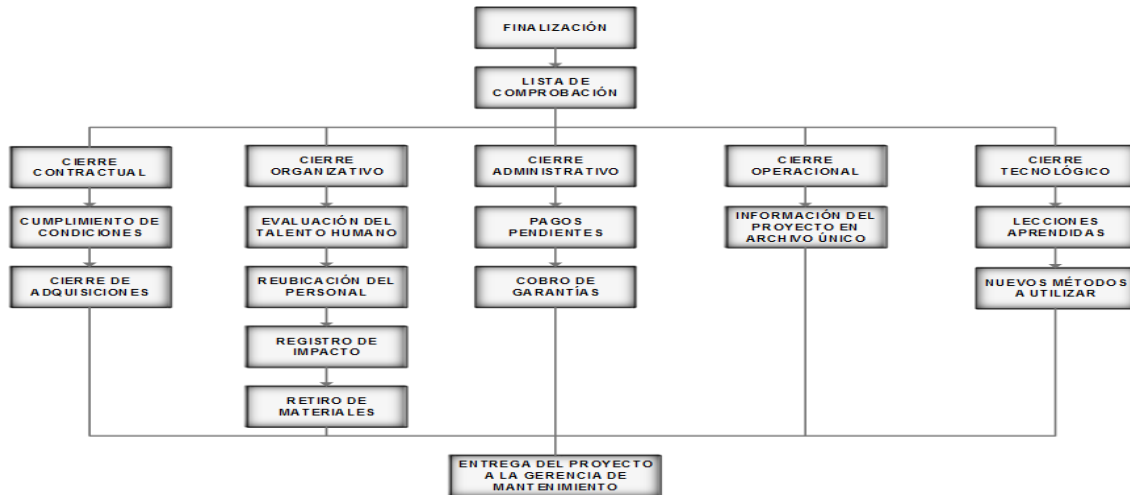 FINALIZACIÓN
LISTA DE
COMPROBACIÓN
CIERRE
CONTRACTUAL
CIERRE
ORGANIZATIVO
CIERRE
ADMINISTRATIVO
CIERRE
OPERACIONAL
CIERRE
TECNOLÓGICO
CUMPLIMIENTO DE
CONDICIONES
EVALUACIÓN DEL
TALENTO HUMANO
PAGOS
PENDIENTES
INFORMACIÓN DEL
PROYECTO EN
ARCHIVO ÚNICO
LECCIONES
APRENDIDAS
CIERRE DE
ADQUISICIONES
REUBICACIÓN DEL
PERSONAL
COBRO DE
GARANTÍAS
NUEVOS MÉTODOS
A UTILIZAR
REGISTRO DE
IMPACTO
RETIRO DE
MATERIALES
ENTREGA DEL PROYECTO
A LA GERENCIA DE
MANTENIMIENTO